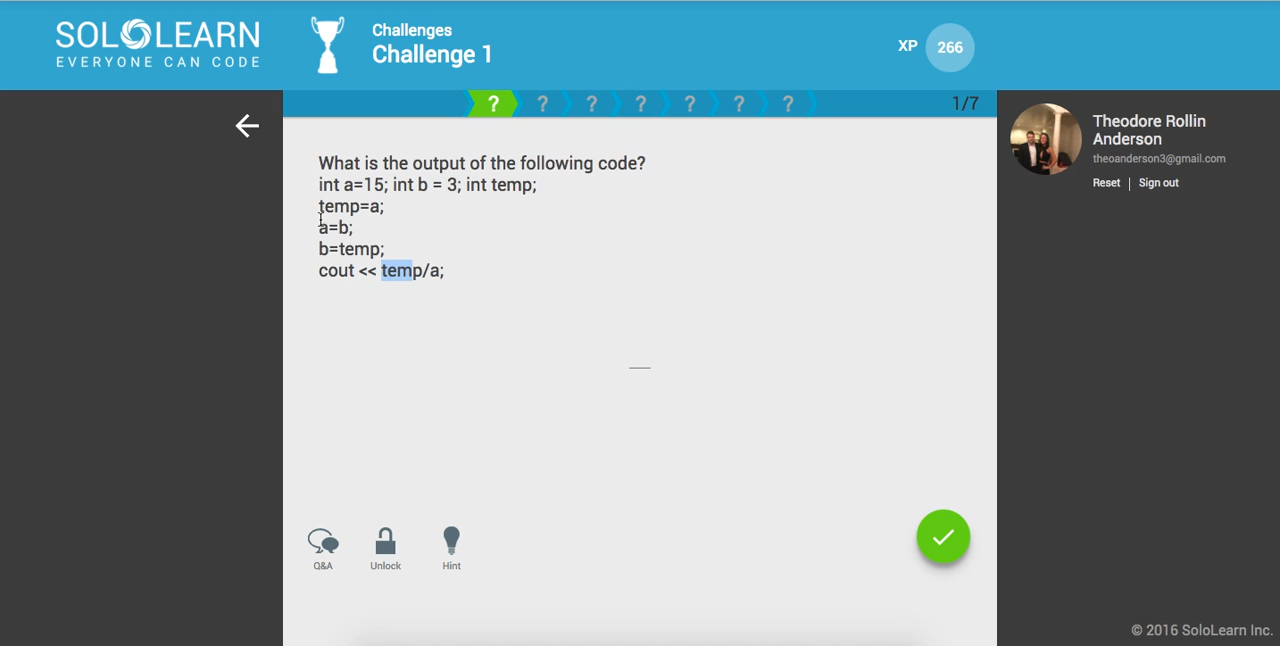 SOLOLEARN
EVERYONE CAN CODE
Challenges
Challenge 1
XP
266
? ? ? ? ? ? ?
1/7
Theodore Rollin
Anderson
theoanderson3@gmail.com
Reset | Sign out
What is the output of the following code?
int a=15; int b = 3; int temp;
temp=a;
a=b;
b=temp;
cout << temp/a;
Q&A
Unlock
Hint
© 2016 SoloLearn Inc.